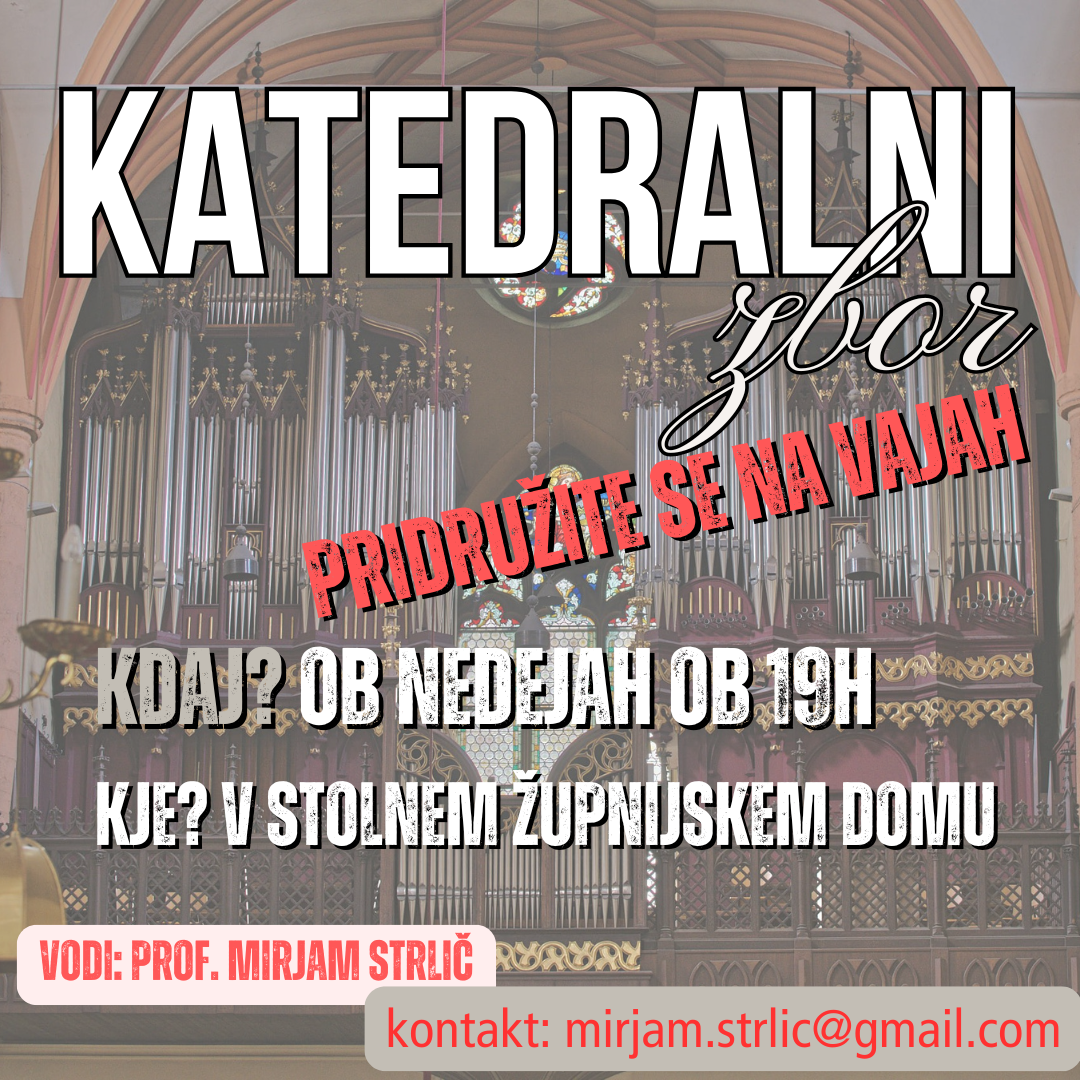 KATEDRALNI
zbor
PRIDRUŽITE SE NA VAJAH
KDAJ? OB NEDEJAH OB 19H
KJE? V STOLNEM ŽUPNIJSKEM DOMU
VODI: PROF. MIRJAM STRLIČ
kontakt: mirjam.strlic@gmail.com